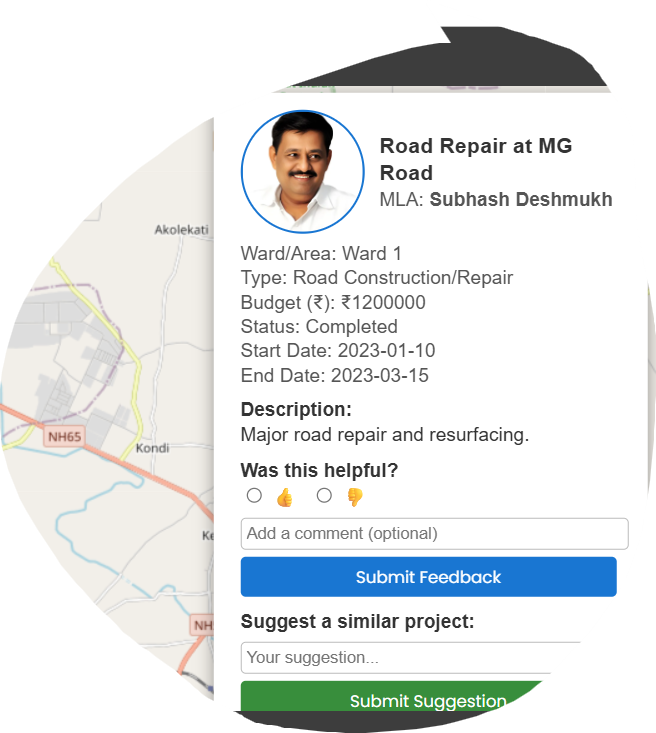 Road Repair at MG
Road
MLA: Subhash Deshmukh
Akolekati
Ward/Area: Ward 1
Type: Road Construction/Repair
Budget (₹): ₹1200000
Status: Completed
Start Date: 2023-01-10
End Date: 2023-03-15
Description:
Major road repair and resurfacing.
NH65
Kondi
Was this helpful?
👍 👎
Add a comment (optional)
Submit Feedback
Suggest a similar project:
NH
Your suggestion...
Submit Suggestion